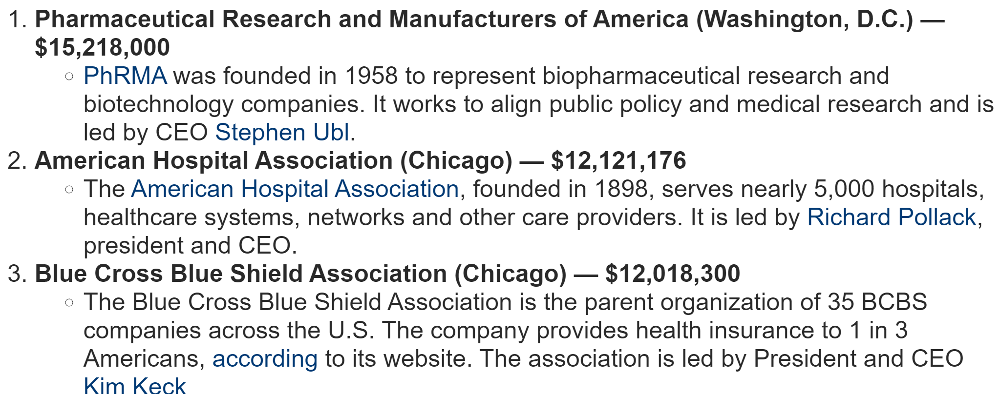 1. Pharmaceutical Research and Manufacturers of America (Washington, D.C.) —
$15,218,000
○ PhRMA was founded in 1958 to represent biopharmaceutical research and
biotechnology companies. It works to align public policy and medical research and is
led by CEO Stephen Ubl.
2. American Hospital Association (Chicago) — $12,121,176
○ The American Hospital Association, founded in 1898, serves nearly 5,000 hospitals,
healthcare systems, networks and other care providers. It is led by Richard Pollack,
president and CEO.
3. Blue Cross Blue Shield Association (Chicago) — $12,018,300
○ The Blue Cross Blue Shield Association is the parent organization of 35 BCBS
companies across the U.S. The company provides health insurance to 1 in 3
Americans, according to its website. The association is led by President and CEO
Kim Keck